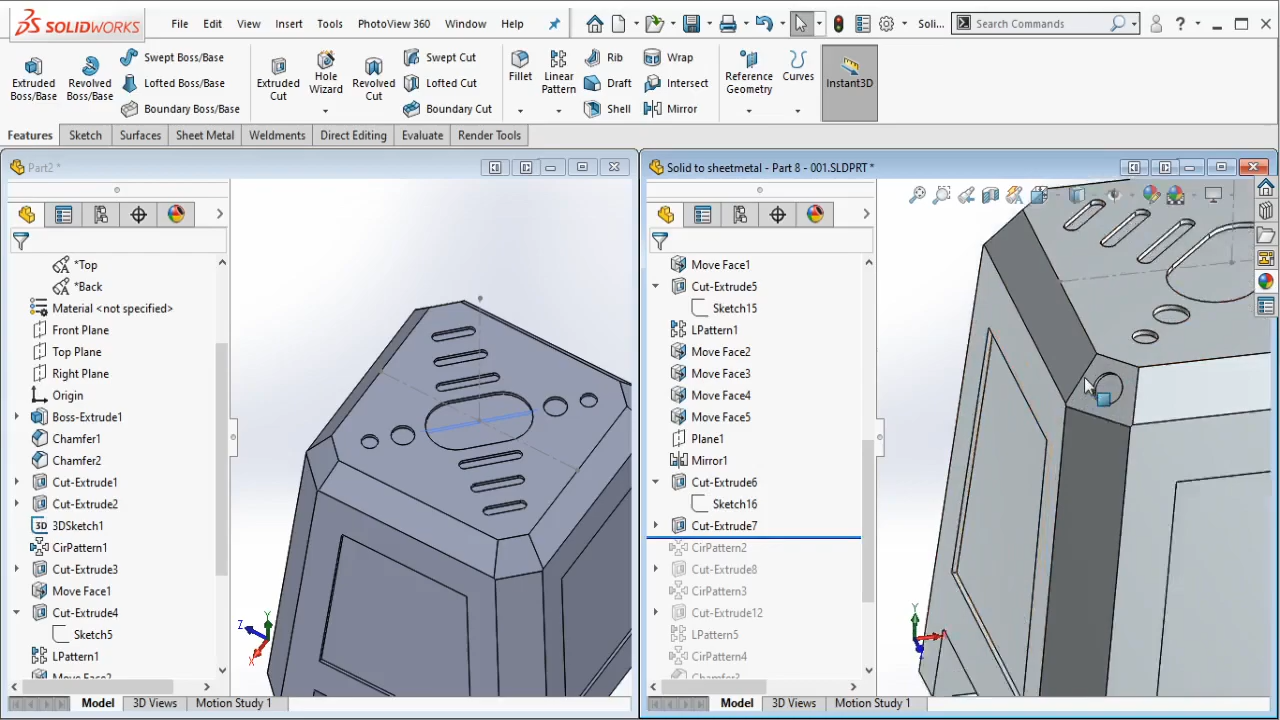 SOLIDWORKS File Edit View Insert Tools PhotoView 360 Window Help Soli... Search Commands
Extruded Boss/Base Revolved Boss/Base Swept Boss/Base Lofted Boss/Base Boundary Boss/Base Extruded Cut Hole Wizard Revolved Cut Swept Cut Lofted Cut Boundary Cut Fillet Linear Pattern Rib Draft Shell Wrap Intersect Mirror Reference Geometry Curves Instant3D
Features Sketch Surfaces Sheet Metal Weldments Direct Editing Evaluate Render Tools
Part2 *
*Top
*Back
Material <not specified>
Front Plane
Top Plane
Right Plane
Origin
Boss-Extrude1
Chamfer1
Chamfer2
Cut-Extrude1
Cut-Extrude2
3D 3DSketch1
CirPattern1
Cut-Extrude3
Move Face1
Cut-Extrude4
Sketch5
LPattern1
Z Y X
Model 3D Views Motion Study 1
Solid to sheetmetal - Part 8 - 001.SLDPRT *
Move Face1
Cut-Extrude5
Sketch15
LPattern1
Move Face2
Move Face3
Move Face4
Move Face5
Plane1
Mirror1
Cut-Extrude6
Sketch16
Cut-Extrude7
CirPattern2
Cut-Extrude8
CirPattern3
Cut-Extrude12
LPattern5
CirPattern4
Y
Model 3D Views Motion Study 1